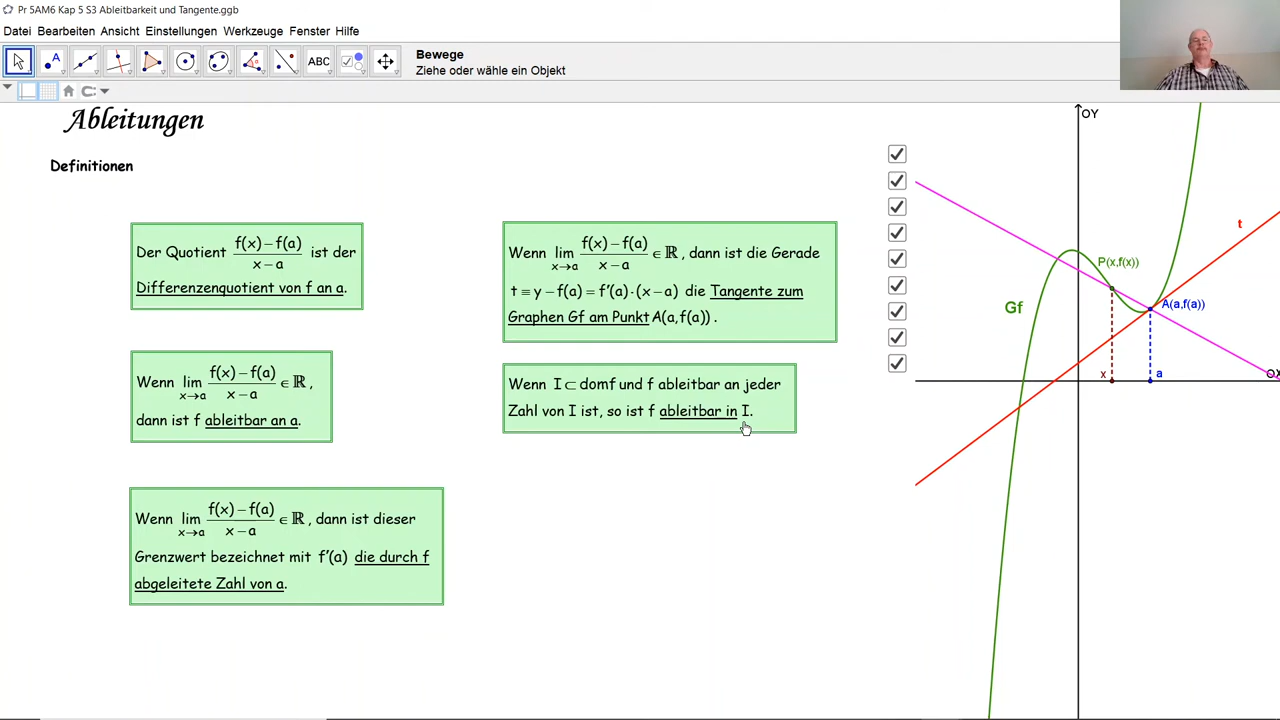 Pr 5AM6 Kap 5 S3 Ableitbarkeit und Tangente.ggb
Datei Bearbeiten Ansicht Einstellungen Werkzeuge Fenster Hilfe
A
ABC
Bewege
Ziehe oder wähle ein Objekt
Ableitungen
Definitionen
Der Quotient (f(x) – f(a))/(x – a) ist der
Differenzenquotient von f an a.
Wenn lim x→a (f(x) – f(a))/(x – a) ∈ ℝ,
dann ist f ableitbar an a.
Wenn lim x→a (f(x) – f(a))/(x – a) ∈ ℝ, dann ist dieser
Grenzwert bezeichnet mit f'(a) die durch f
abgeleitete Zahl von a.
Wenn lim x→a (f(x) – f(a))/(x – a) ∈ ℝ, dann ist die Gerade
t ≡ y – f(a) = f'(a) · (x – a) die Tangente zum
Graphen Gf am Punkt A(a,f(a)) .
Wenn I ⊂ domf und f ableitbar an jeder
Zahl von I ist, so ist f ableitbar in I.
OY
t
P(x,f(x))
A(a,f(a))
Gf
x
a
OX